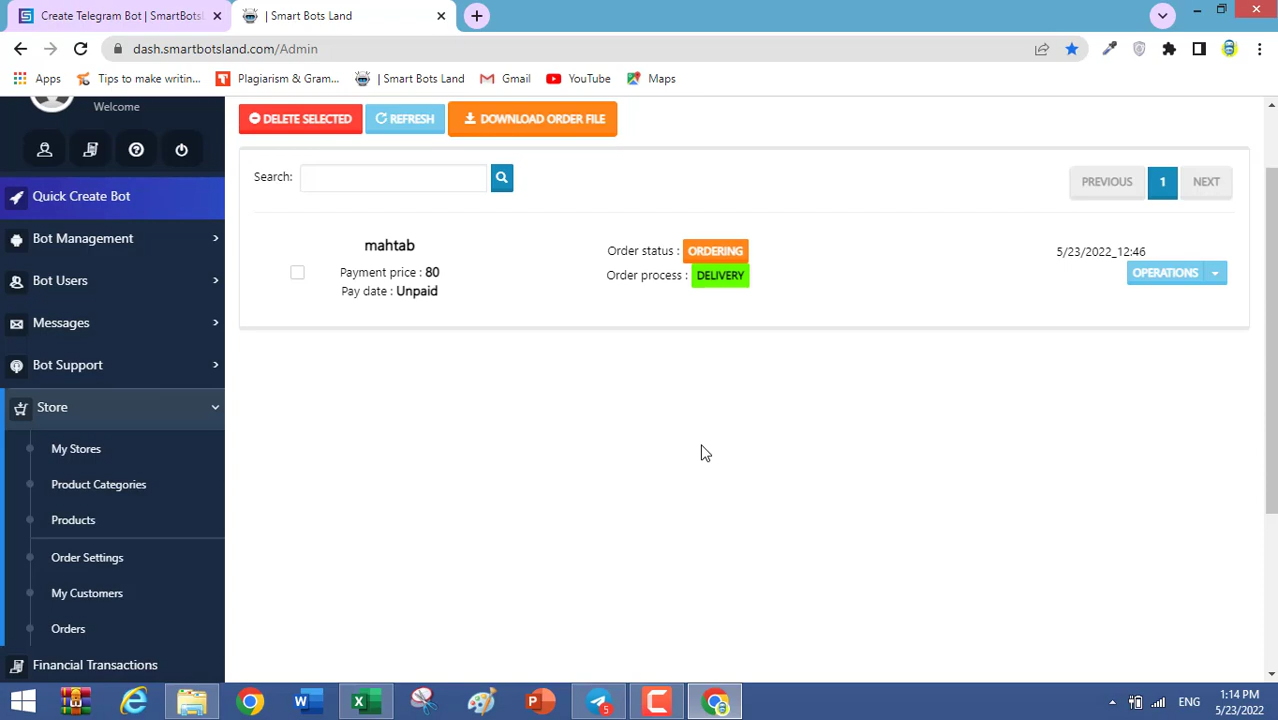 Create Telegram Bot | SmartBotsl
| Smart Bots Land
dash.smartbotsland.com/Admin
Apps
Tips to make writin...
Plagiarism & Gram...
| Smart Bots Land
Gmail
YouTube
Maps
Welcome
DELETE SELECTED
REFRESH
DOWNLOAD ORDER FILE
Search:
PREVIOUS
1
NEXT
Quick Create Bot
Bot Management
Bot Users
Messages
Bot Support
Store
My Stores
Product Categories
Products
Order Settings
My Customers
Orders
Financial Transactions
mahtab
Payment price : 80
Pay date : Unpaid
Order status : ORDERING
Order process : DELIVERY
5/23/2022_12:46
OPERATIONS
5
ENG
1:14 PM
5/23/2022